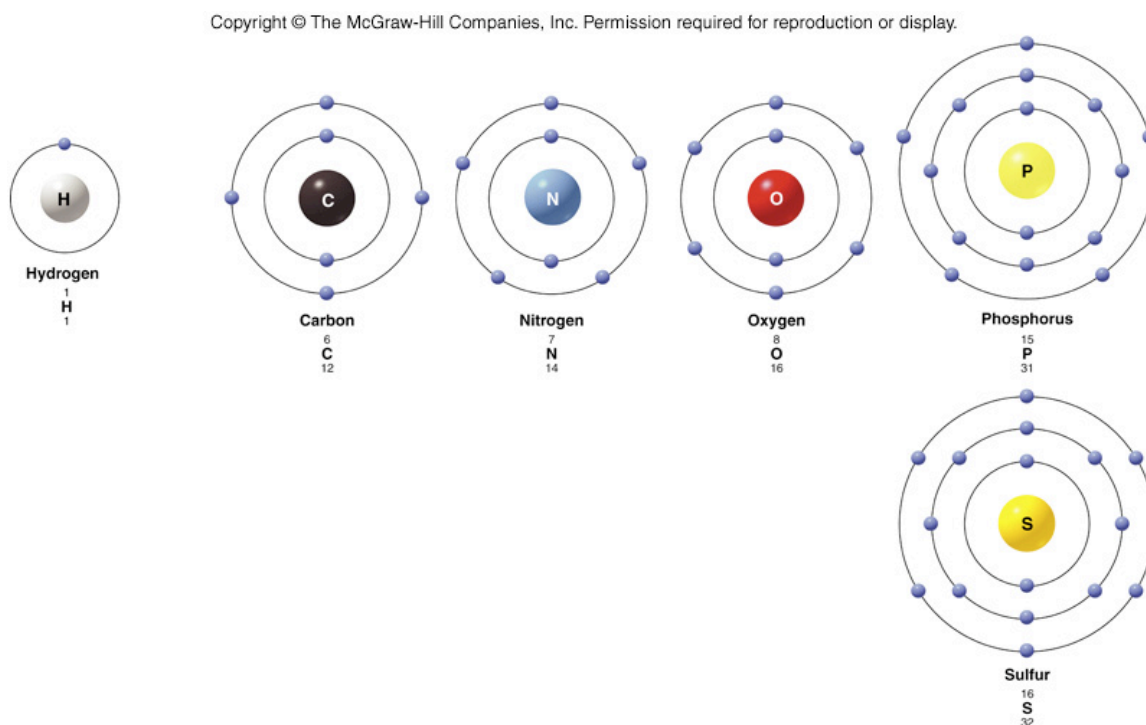 Copyright © The McGraw-Hill Companies, Inc. Permission required for reproduction or display.
H
Hydrogen
1
H
1
C
Carbon
6
C
12
N
Nitrogen
7
N
14
O
Oxygen
8
O
16
P
Phosphorus
15
P
31
S
Sulfur
16
S
32